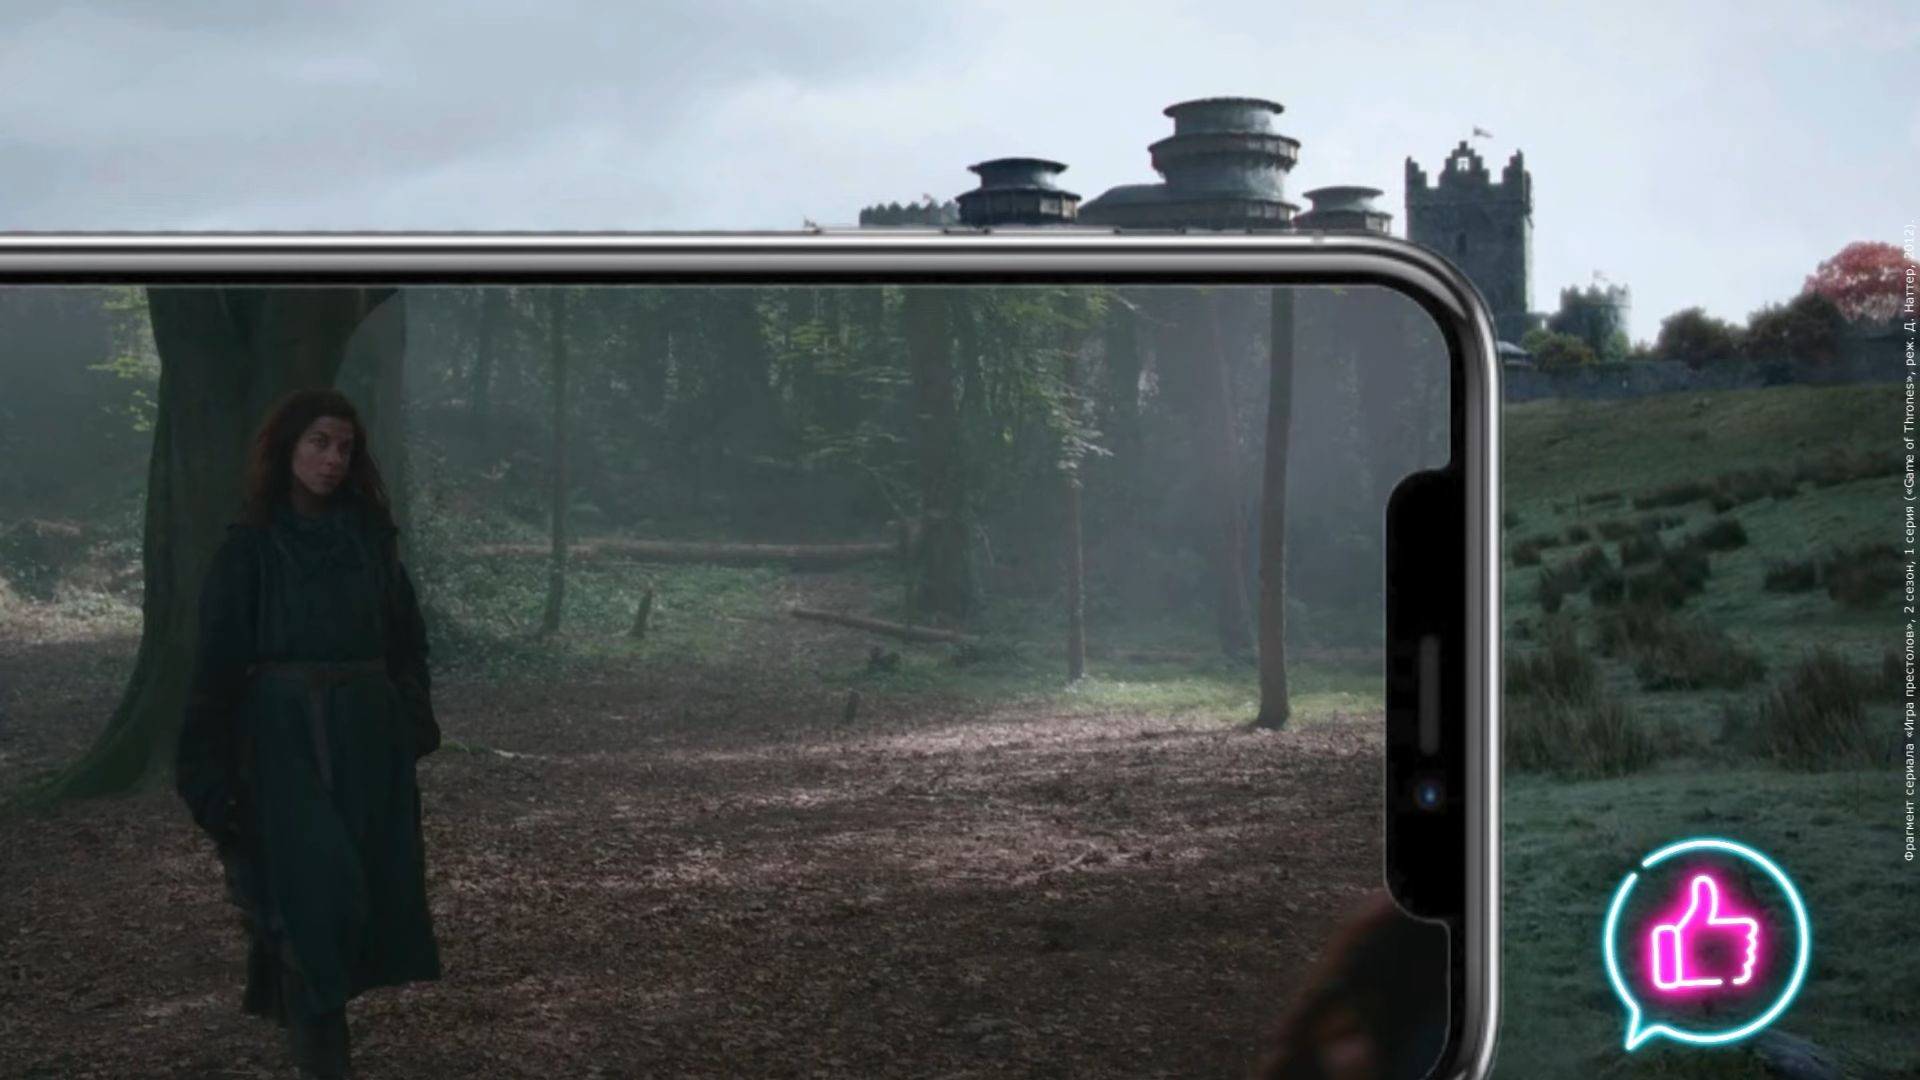 Фрагмент сериала «Игра престолов», 2 сезон, 1 серия («Game of Thrones», реж. Д. Наттер, 2012).